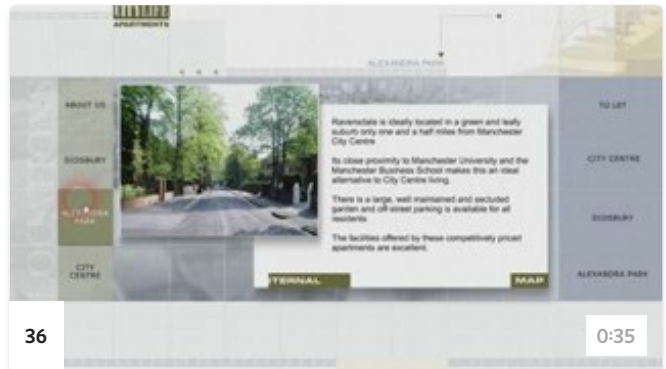 APARTMENTS
ALEXANDRA PARK
ABOUT US
DIDSBURY
ALEXANDRA
PARK
CITY
CENTRE
Ravensdale is ideally located in a green and leafy
suburb only one and a half miles from Manchester
City Centre
Its close proximity to Manchester University and the
Manchester Business School makes this an ideal
alternative to City Centre living.
There is a large, well maintained and secluded
garden and off-street parking is available for all
residents
The facilities offered by these competitively priced
apartments are excellent.
TERNAL
MAP
TO LET
CITY CENTRE
DIDSBURY
ALEXANDRA PARK
36
0:35